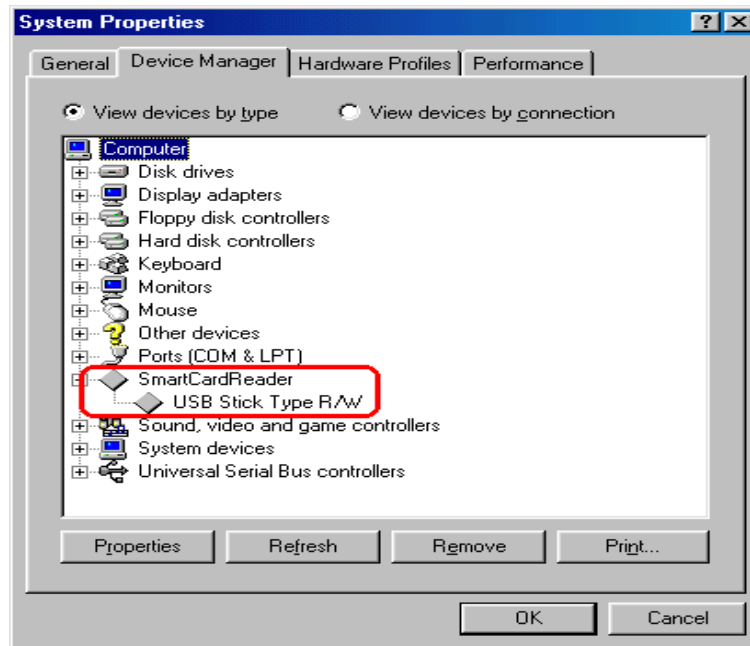 System Properties
General Device Manager Hardware Profiles Performance
View devices by type View devices by connection
Computer
Disk drives
Display adapters
Floppy disk controllers
Hard disk controllers
Keyboard
Monitors
Mouse
Other devices
Ports (COM & LPT)
SmartCardReader
USB Stick Type R/W
Sound, video and game controllers
System devices
Universal Serial Bus controllers
Properties Refresh Remove Print...
OK Cancel